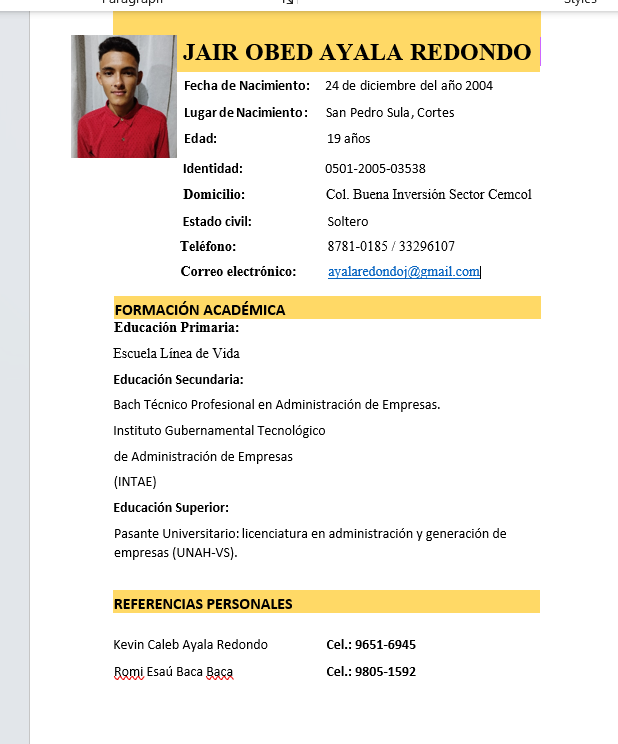 JAIR OBED AYALA REDONDO
Fecha de Nacimiento: 24 de diciembre del año 2004
Lugar de Nacimiento: San Pedro Sula, Cortes
Edad: 19 años
Identidad: 0501-2005-03538
Domicilio: Col. Buena Inversión Sector Cemcol
Estado civil: Soltero
Teléfono: 8781-0185 / 33296107
Correo electrónico: ayalaredondoj@gmail.com
FORMACIÓN ACADÉMICA
Educación Primaria:
Escuela Línea de Vida
Educación Secundaria:
Bach Técnico Profesional en Administración de Empresas.
Instituto Gubernamental Tecnológico
de Administración de Empresas
(INTAE)
Educación Superior:
Pasante Universitario: licenciatura en administración y generación de
empresas (UNAH-VS).
REFERENCIAS PERSONALES
Kevin Caleb Ayala Redondo Cel.: 9651-6945
Romi Esaú Baca Baca Cel.: 9805-1592